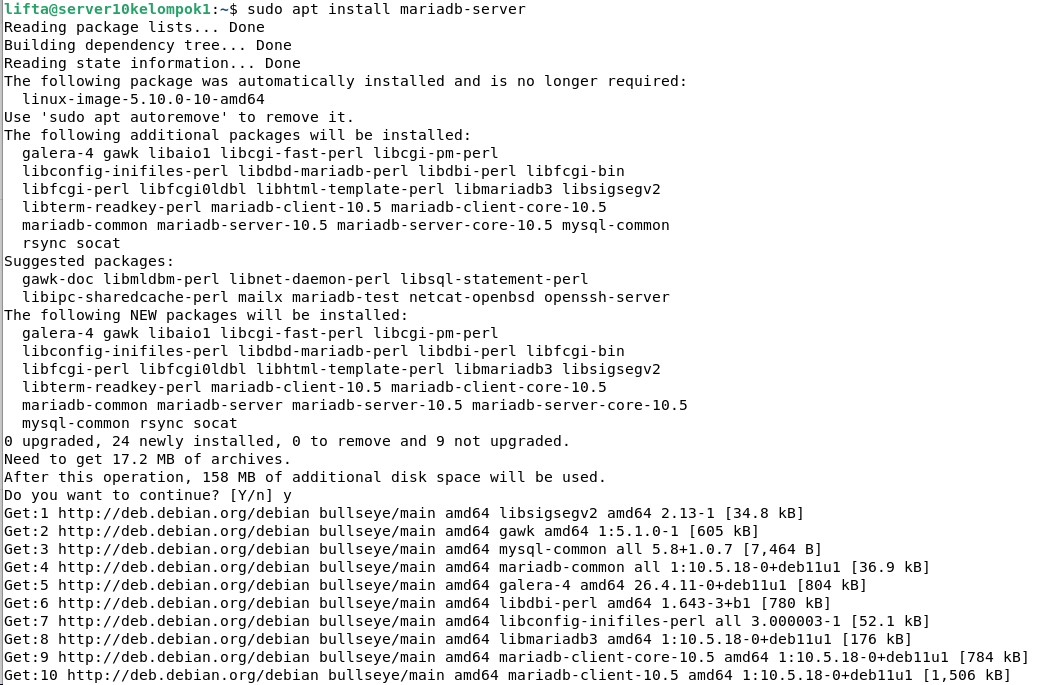 lifta@server10kelompok1:~$ sudo apt install mariadb-server
Reading package lists... Done
Building dependency tree... Done
Reading state information... Done
The following package was automatically installed and is no longer required:
  linux-image-5.10.0-10-amd64
Use 'sudo apt autoremove' to remove it.
The following additional packages will be installed:
  galera-4 gawk libaio1 libcgi-fast-perl libcgi-pm-perl
  libconfig-inifiles-perl libdbd-mariadb-perl libdbi-perl libfcgi-bin
  libfcgi-perl libfcgi0ldbl libhtml-template-perl libmariadb3 libsigsegv2
  libterm-readkey-perl mariadb-client-10.5 mariadb-client-core-10.5
  mariadb-common mariadb-server-10.5 mariadb-server-core-10.5 mysql-common
  rsync socat
Suggested packages:
  gawk-doc libmldbm-perl libnet-daemon-perl libsql-statement-perl
  libipc-sharedcache-perl mailx mariadb-test netcat-openbsd openssh-server
The following NEW packages will be installed:
  galera-4 gawk libaio1 libcgi-fast-perl libcgi-pm-perl
  libconfig-inifiles-perl libdbd-mariadb-perl libdbi-perl libfcgi-bin
  libfcgi-perl libfcgi0ldbl libhtml-template-perl libmariadb3 libsigsegv2
  libterm-readkey-perl mariadb-client-10.5 mariadb-client-core-10.5
  mariadb-common mariadb-server mariadb-server-10.5 mariadb-server-core-10.5
  mysql-common rsync socat
0 upgraded, 24 newly installed, 0 to remove and 9 not upgraded.
Need to get 17.2 MB of archives.
After this operation, 158 MB of additional disk space will be used.
Do you want to continue? [Y/n] y
Get:1 http://deb.debian.org/debian bullseye/main amd64 libsigsegv2 amd64 2.13-1 [34.8 kB]
Get:2 http://deb.debian.org/debian bullseye/main amd64 gawk amd64 1:5.1.0-1 [605 kB]
Get:3 http://deb.debian.org/debian bullseye/main amd64 mysql-common all 5.8+1.0.7 [7,464 B]
Get:4 http://deb.debian.org/debian bullseye/main amd64 mariadb-common all 1:10.5.18-0+deb11u1 [36.9 kB]
Get:5 http://deb.debian.org/debian bullseye/main amd64 galera-4 amd64 26.4.11-0+deb11u1 [804 kB]
Get:6 http://deb.debian.org/debian bullseye/main amd64 libdbi-perl amd64 1.643-3+b1 [780 kB]
Get:7 http://deb.debian.org/debian bullseye/main amd64 libconfig-inifiles-perl all 3.000003-1 [52.1 kB]
Get:8 http://deb.debian.org/debian bullseye/main amd64 libmariadb3 amd64 1:10.5.18-0+deb11u1 [176 kB]
Get:9 http://deb.debian.org/debian bullseye/main amd64 mariadb-client-core-10.5 amd64 1:10.5.18-0+deb11u1 [784 kB]
Get:10 http://deb.debian.org/debian bullseye/main amd64 mariadb-client-10.5 amd64 1:10.5.18-0+deb11u1 [1,506 kB]